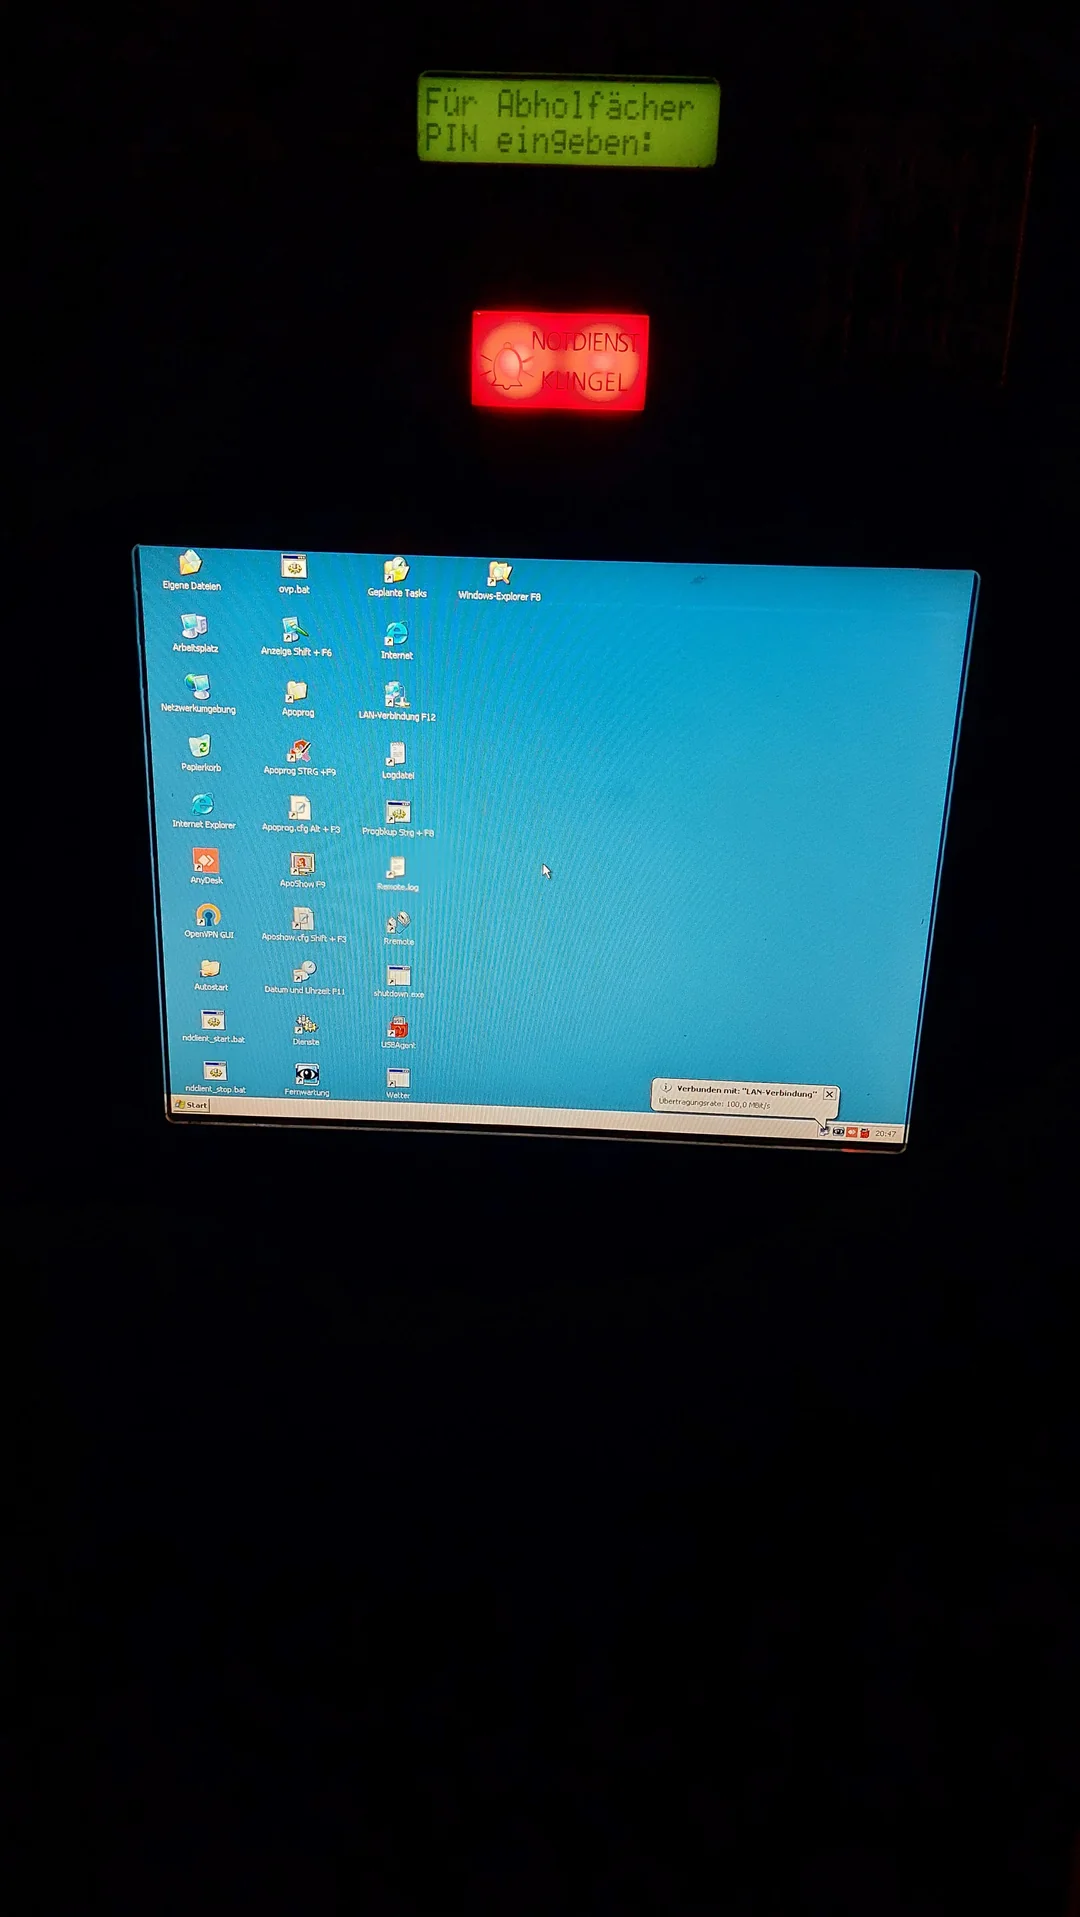 Für Abholfächer
PIN eingeben:
NOTDIENST
KLINGEL
Eigene Dateien
ovp.bat
Geplante Tasks
Windows-Explorer F8
Arbeitsplatz
Anzeige Shift + F6
Internet
Netzwerkumgebung
Apoprog
LAN-Verbindung F12
Papierkorb
Apoprog STRG +F9
Logdatei
Internet Explorer
Apoprog.cfg Alt + F3
Progbkup Strg + F8
AnyDesk
ApoShow F9
Remote.log
OpenVPN GUI
Aposhow.cfg Shift + F3
Rremote
Autostart
Datum und Uhrzeit F11
shutdown.exe
ndclient_start.bat
Dienste
USBAgent
ndclient_stop.bat
Fernwartung
Wetter
Verbunden mit: "LAN-Verbindung"
Übertragungsrate: 100,0 MBit/s
Start
20:47